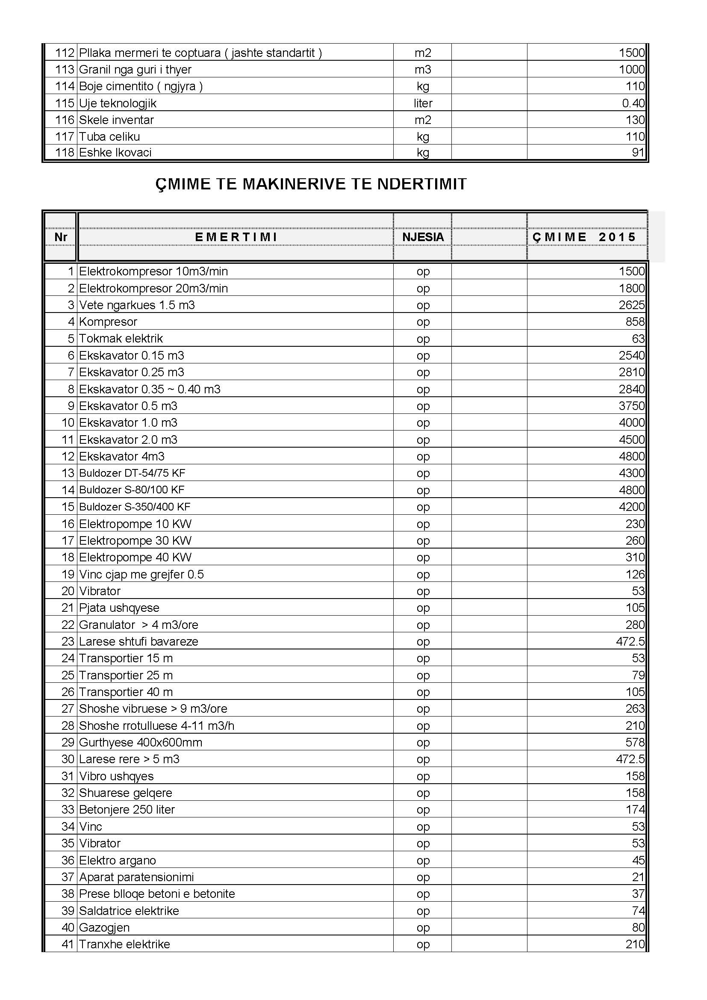 112 Pllaka mermeri te coptuara ( jashte standartit ) m2 1500
113 Granil nga guri i thyer m3 1000
114 Boje cimentito ( ngjyra ) kg 110
115 Uje teknologjik liter 0.40
116 Skele inventar m2 130
117 Tuba celiku kg 110
118 Eshke lkovaci kg 91
ÇMIME TE MAKINERIVE TE NDERTIMIT
Nr E M E R T I M I NJESIA Ç M I M E 2 0 1 5
1 Elektrokompresor 10m3/min op 1500
2 Elektrokompresor 20m3/min op 1800
3 Vete ngarkues 1.5 m3 op 2625
4 Kompresor op 858
5 Tokmak elektrik op 63
6 Ekskavator 0.15 m3 op 2540
7 Ekskavator 0.25 m3 op 2810
8 Ekskavator 0.35 ~ 0.40 m3 op 2840
9 Ekskavator 0.5 m3 op 3750
10 Ekskavator 1.0 m3 op 4000
11 Ekskavator 2.0 m3 op 4500
12 Ekskavator 4m3 op 4800
13 Buldozer DT-54/75 KF op 4300
14 Buldozer S-80/100 KF op 4800
15 Buldozer S-350/400 KF op 4200
16 Elektropompe 10 KW op 230
17 Elektropompe 30 KW op 260
18 Elektropompe 40 KW op 310
19 Vinc cjap me grejfer 0.5 op 126
20 Vibrator op 53
21 Pjata ushqyese op 105
22 Granulator > 4 m3/ore op 280
23 Larese shtufi bavareze op 472.5
24 Transportier 15 m op 53
25 Transportier 25 m op 79
26 Transportier 40 m op 105
27 Shoshe vibruese > 9 m3/ore op 263
28 Shoshe rrotulluese 4-11 m3/h op 210
29 Gurthyese 400x600mm op 578
30 Larese rere > 5 m3 op 472.5
31 Vibro ushqyes op 158
32 Shuarese gelqere op 158
33 Betonjere 250 liter op 174
34 Vinc op 53
35 Vibrator op 53
36 Elektro argano op 45
37 Aparat paratensionimi op 21
38 Prese blloqe betoni e betonite op 37
39 Saldatrice elektrike op 74
40 Gazogjen op 80
41 Tranxhe elektrike op 210